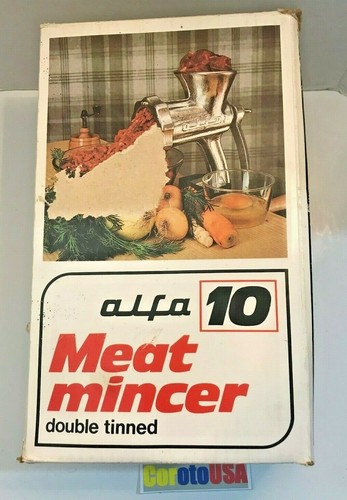 alfa 10
Meat
mincer
double tinned
CorotoUSA